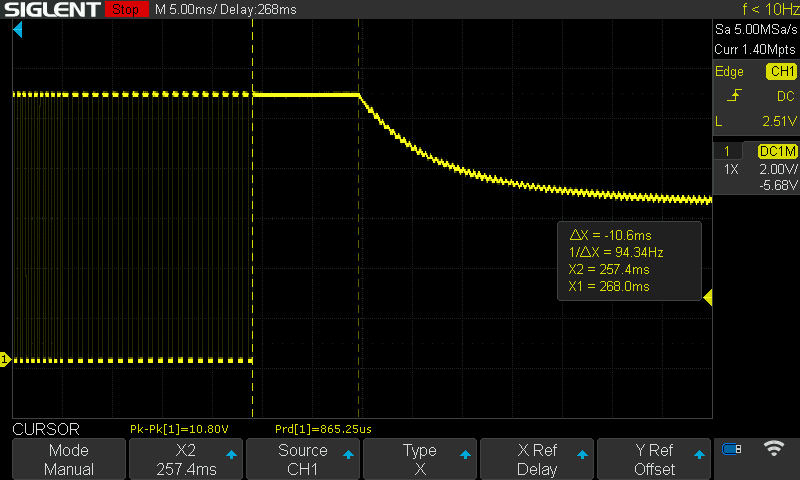 SIGLENT Stop M 5.00ms/ Delay:268ms f < 10Hz
Sa 5.00MSa/s
Curr 1.40Mpts
Edge CH1
DC
L 2.51V
1 DC1M
1X 2.00V/
-5.68V
△X = -10.6ms
1/△X = 94.34Hz
X2 = 257.4ms
X1 = 268.0ms
1
CURSOR Pk-Pk[1]=10.80V Prd[1]=865.25us
Mode X2 Source Type X Ref Y Ref
Manual 257.4ms CH1 X Delay Offset